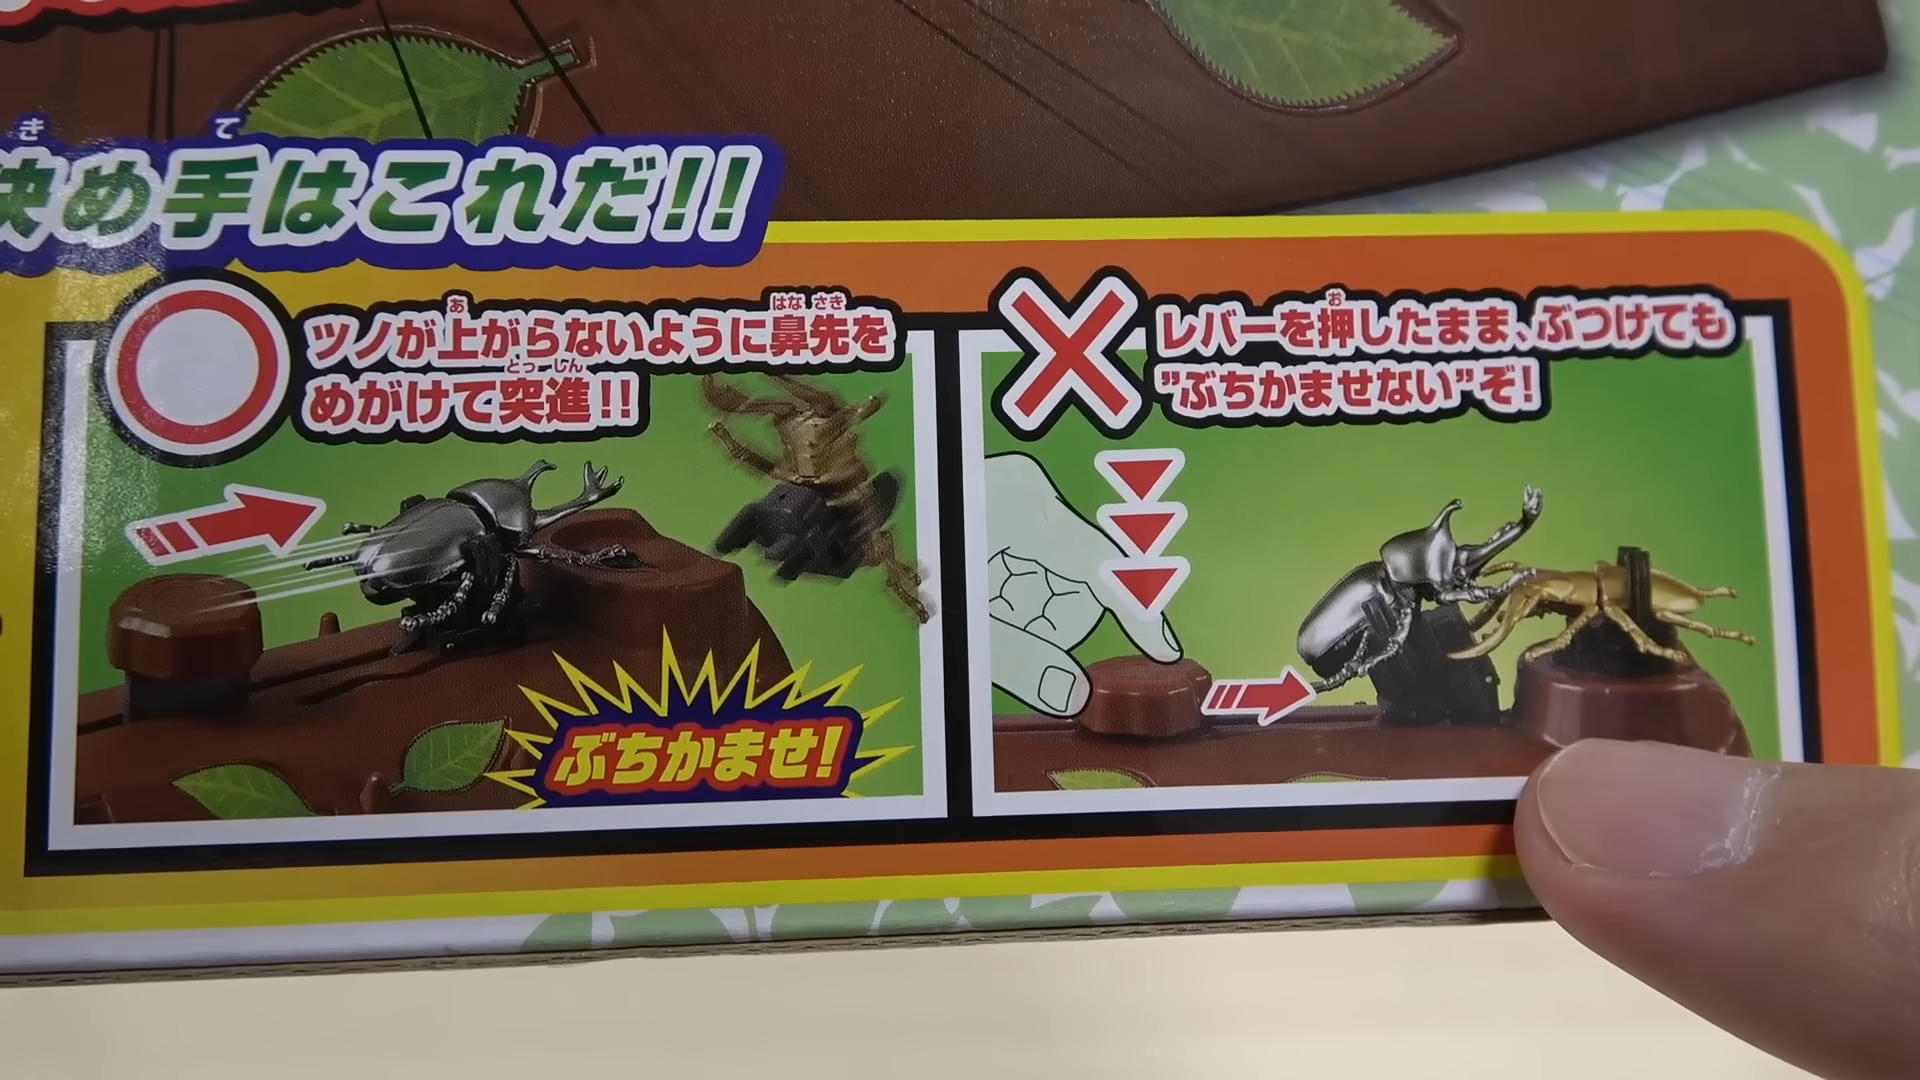 決め手はこれだ!!
ツノが上がらないように鼻先を
めがけて突進!!
ぶちかませ!
レバーを押したまま、ぶつけても
"ぶちかませない"ぞ!